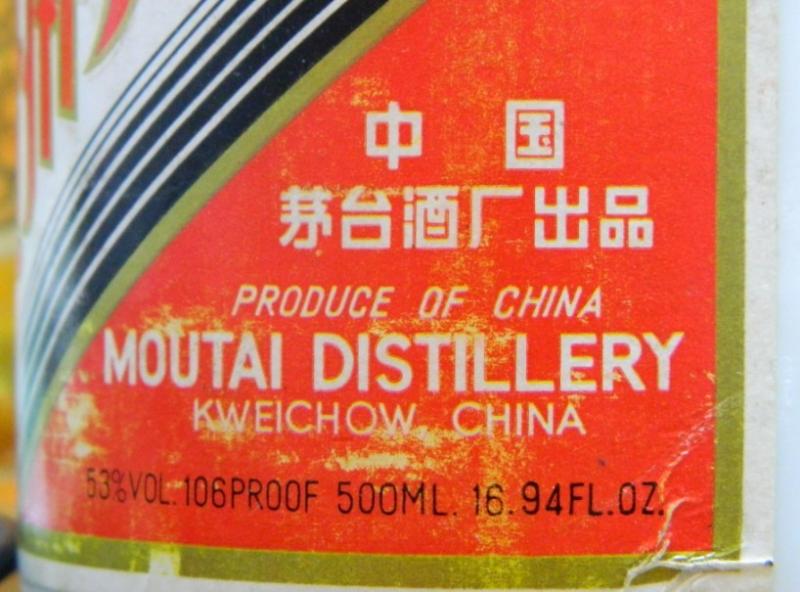 中国
茅台酒厂出品
PRODUCE OF CHINA
MOUTAI DISTILLERY
KWEICHOW CHINA
53%VOL. 106PROOF 500ML. 16.94FL.OZ.